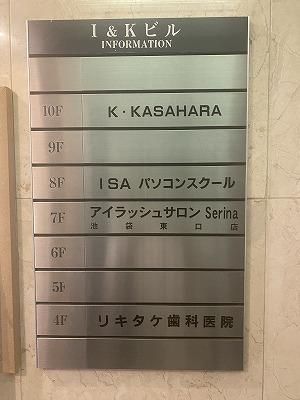 I & Kビル
INFORMATION
10F K・KASAHARA
9F
8F ISA パソコンスクール
7F アイラッシュサロン Serina
池袋東口店
6F
5F
4F リキタケ歯科医院